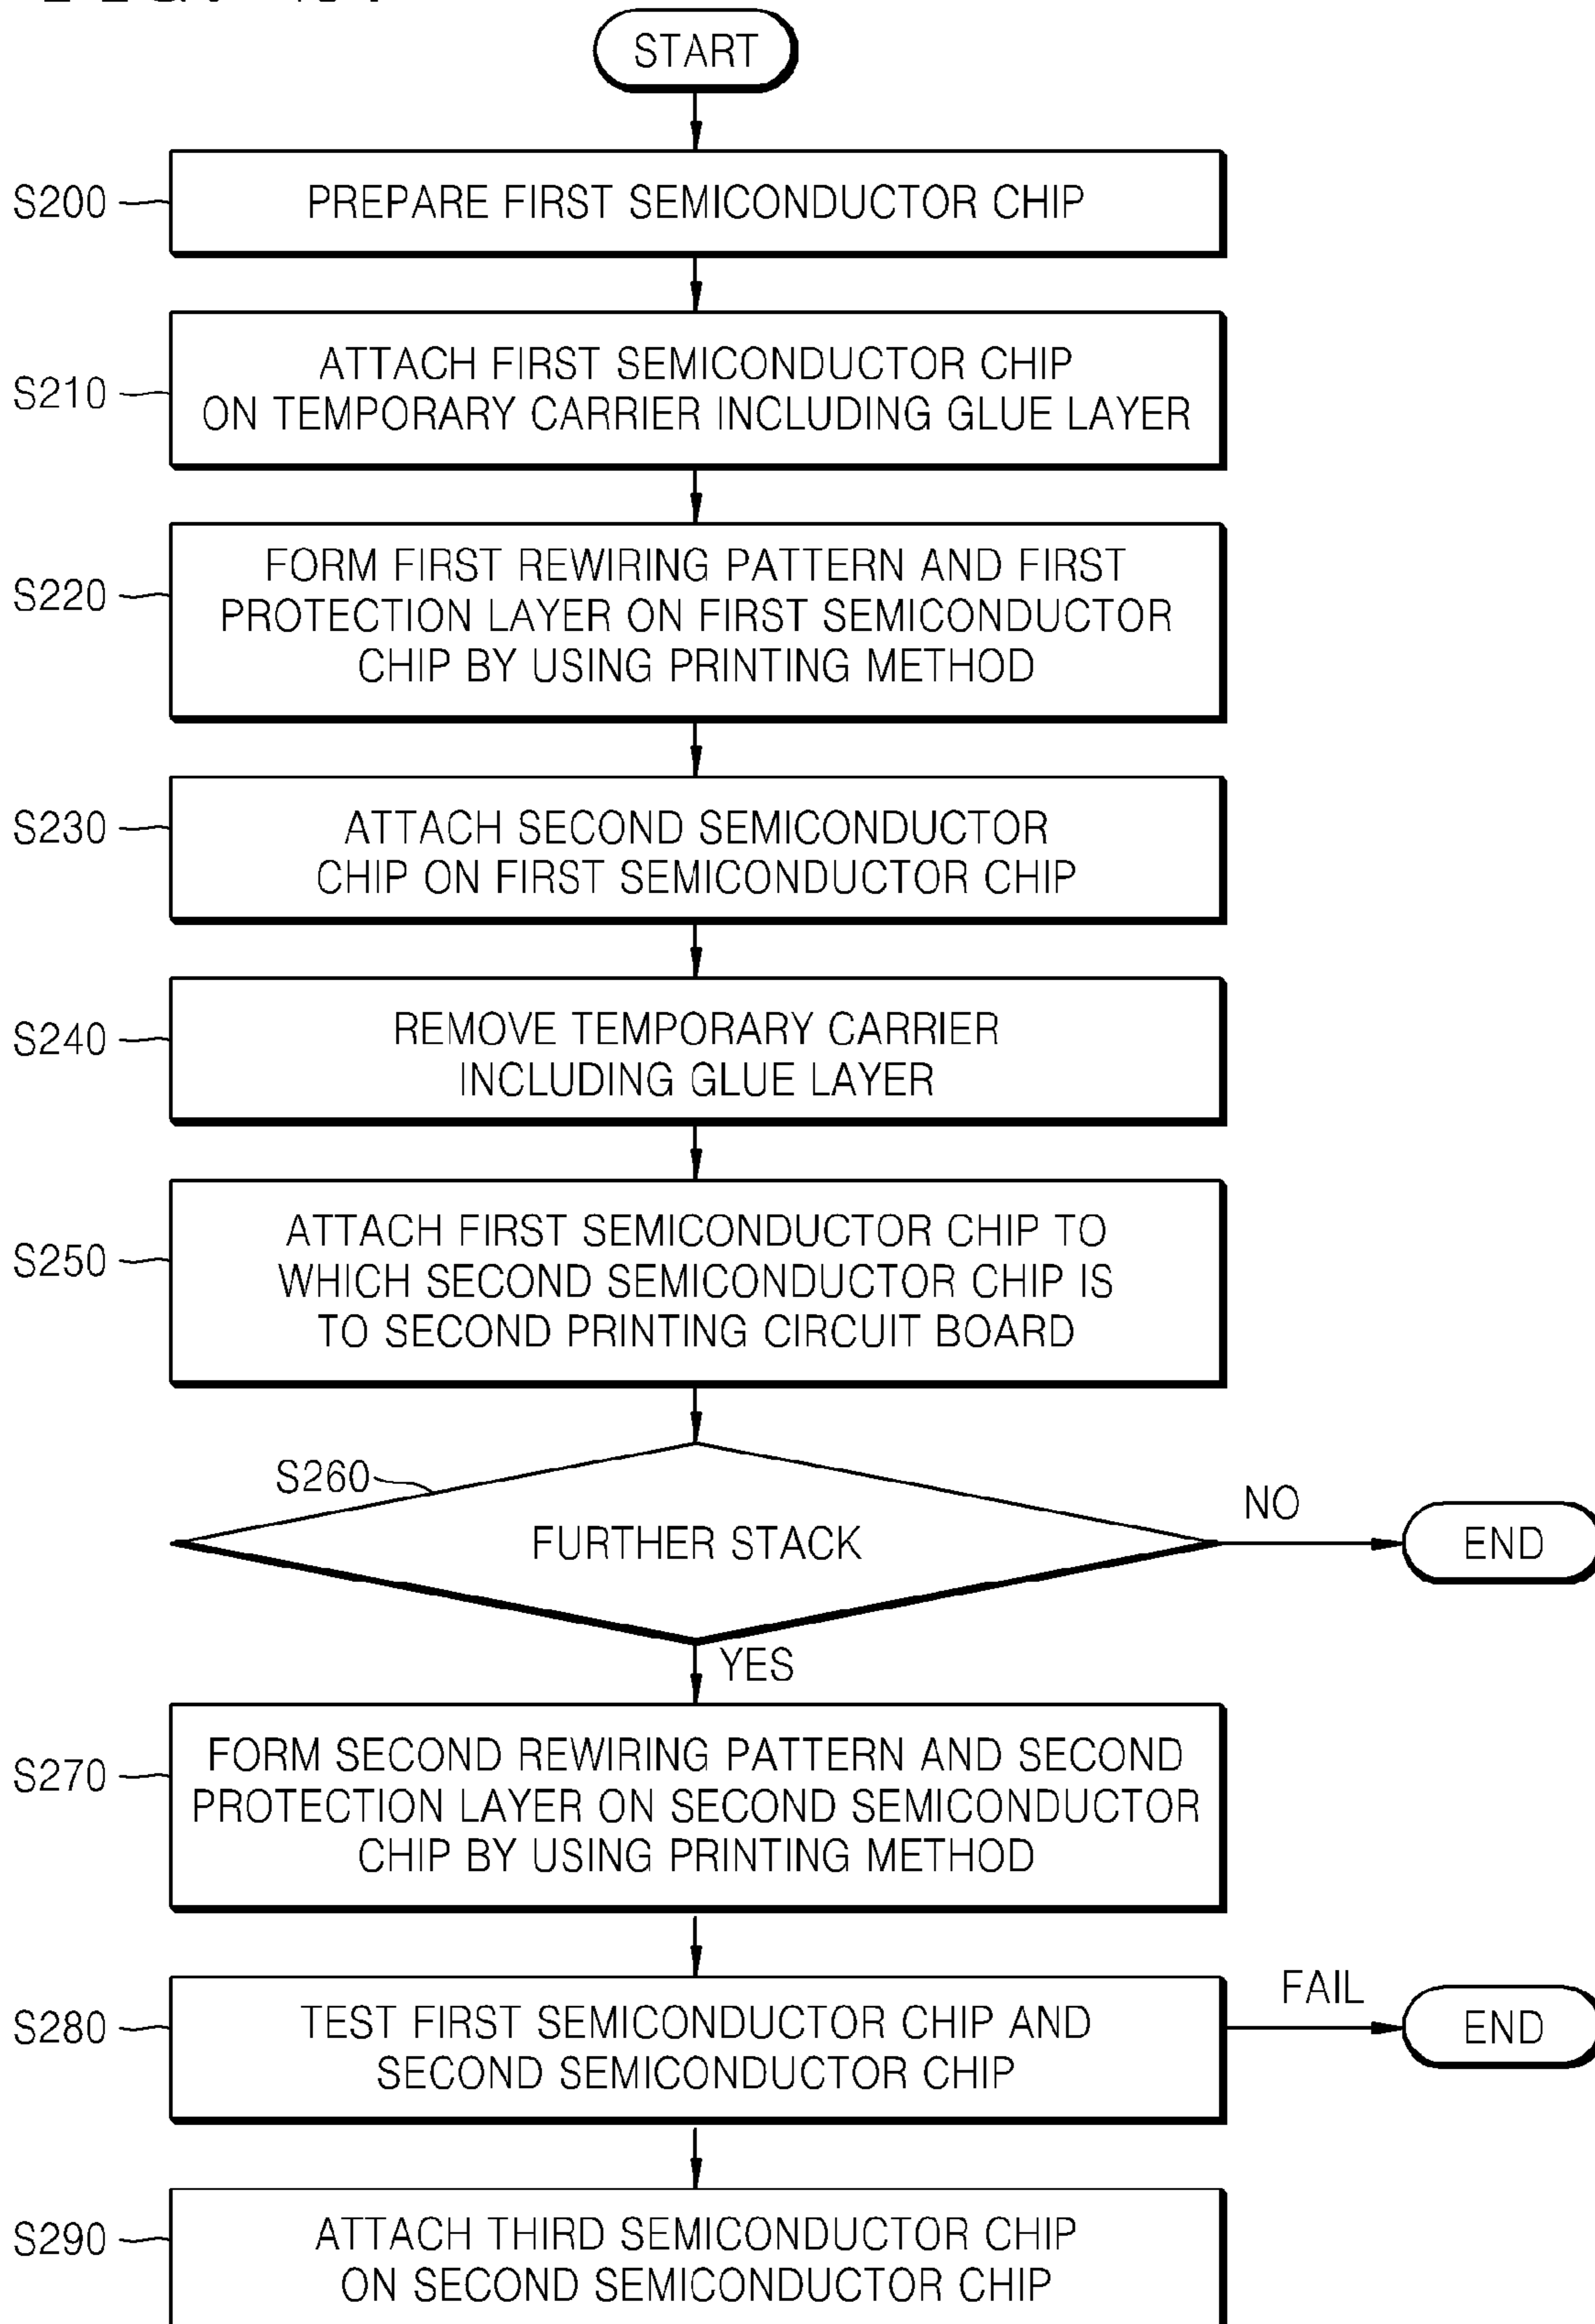 START
S200
PREPARE FIRST SEMICONDUCTOR CHIP
S210
ATTACH FIRST SEMICONDUCTOR CHIP
ON TEMPORARY CARRIER INCLUDING GLUE LAYER
S220
FORM FIRST REWIRING PATTERN AND FIRST
PROTECTION LAYER ON FIRST SEMICONDUCTOR
CHIP BY USING PRINTING METHOD
S230
ATTACH SECOND SEMICONDUCTOR
CHIP ON FIRST SEMICONDUCTOR CHIP
S240
REMOVE TEMPORARY CARRIER
INCLUDING GLUE LAYER
S250
ATTACH FIRST SEMICONDUCTOR CHIP TO
WHICH SECOND SEMICONDUCTOR CHIP IS
TO SECOND PRINTING CIRCUIT BOARD
S260
FURTHER STACK
NO
END
YES
S270
FORM SECOND REWIRING PATTERN AND SECOND
PROTECTION LAYER ON SECOND SEMICONDUCTOR
CHIP BY USING PRINTING METHOD
S280
TEST FIRST SEMICONDUCTOR CHIP AND
SECOND SEMICONDUCTOR CHIP
FAIL
END
S290
ATTACH THIRD SEMICONDUCTOR CHIP
ON SECOND SEMICONDUCTOR CHIP